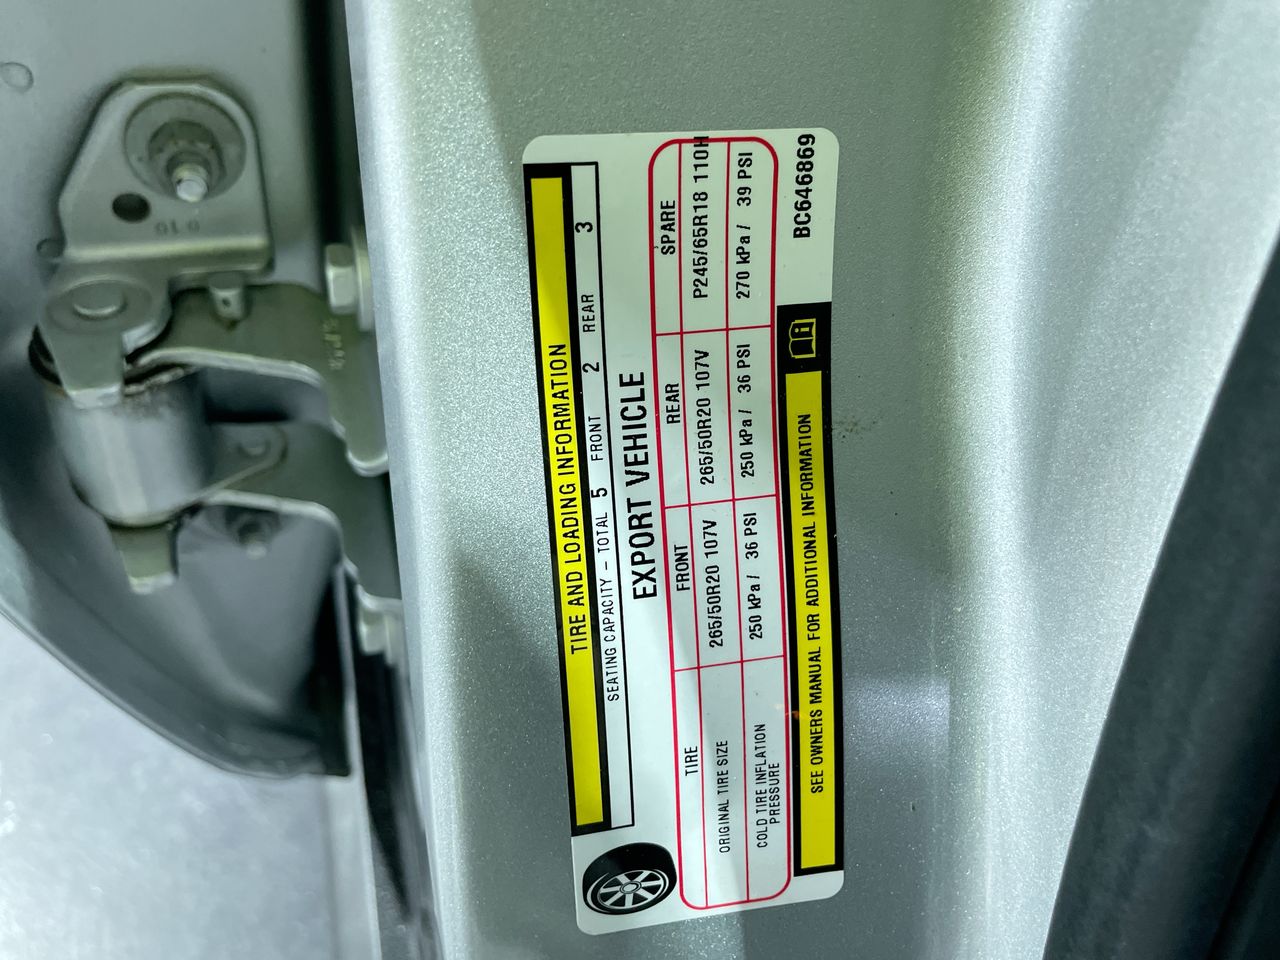 TIRE AND LOADING INFORMATION
SEATING CAPACITY – TOTAL 5 FRONT 2 REAR 3
EXPORT VEHICLE
TIRE FRONT REAR SPARE
ORIGINAL TIRE SIZE 265/50R20 107V 265/50R20 107V P245/65R18 110H
COLD TIRE INFLATION PRESSURE 250 kPa / 36 PSI 250 kPa / 36 PSI 270 kPa / 39 PSI
SEE OWNERS MANUAL FOR ADDITIONAL INFORMATION
BC646869